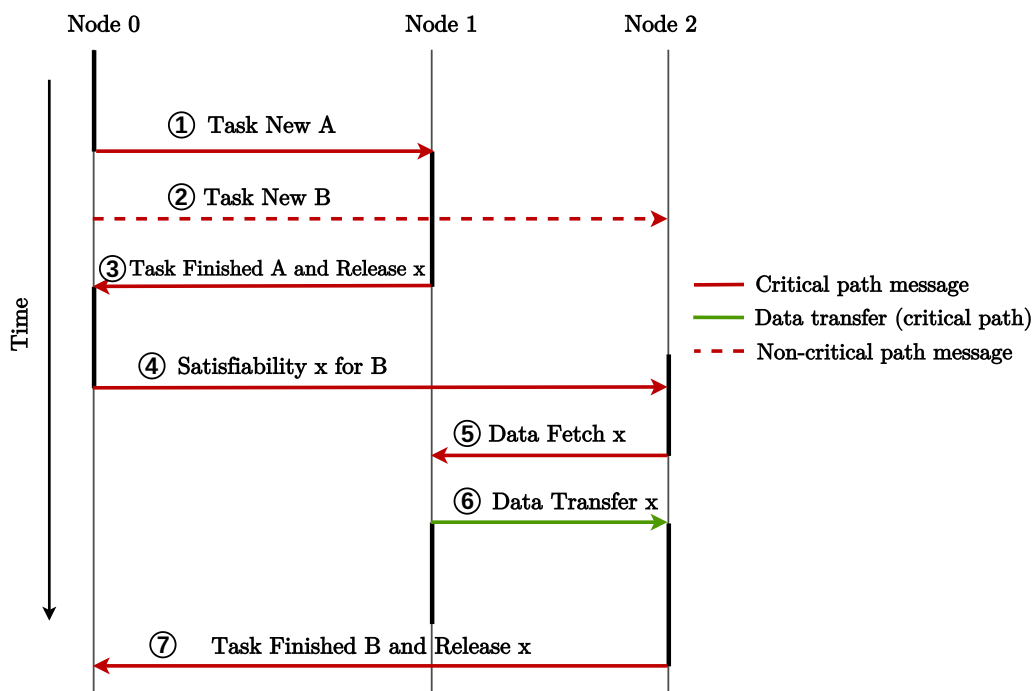 Node 0
Node 1
Node 2
① Task New A
② Task New B
③ Task Finished A and Release x
Critical path message
Data transfer (critical path)
Non-critical path message
Time
④ Satisfiability x for B
⑤ Data Fetch x
⑥ Data Transfer x
⑦ Task Finished B and Release x